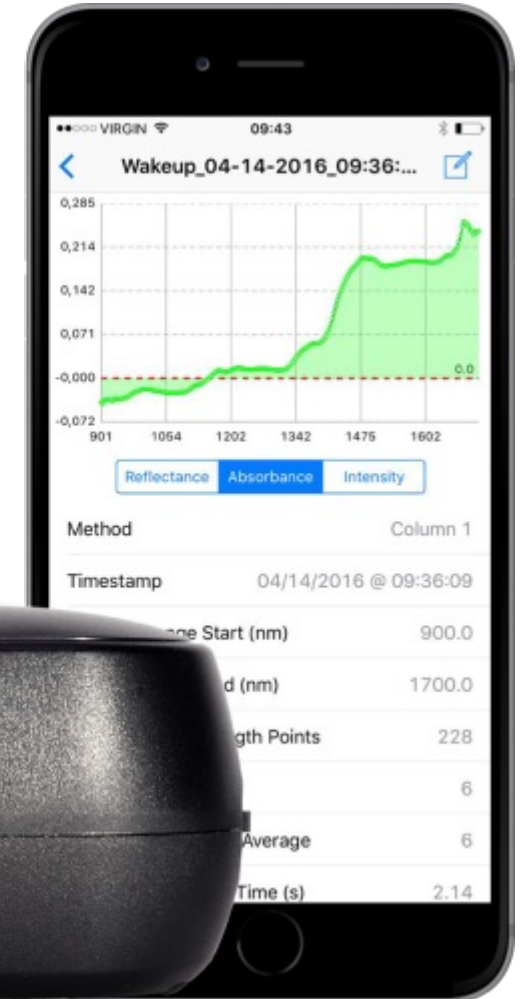 VIRGIN 09:43
Wakeup_04-14-2016_09:36:...
0,285
0,214
0,142
0,071
-0,000
0.0
-0,072
901 1054 1202 1342 1475 1602
Reflectance Absorbance Intensity
Method Column 1
Timestamp 04/14/2016 @ 09:36:09
nge Start (nm) 900.0
d (nm) 1700.0
gth Points 228
6
Average 6
Time (s) 2.14